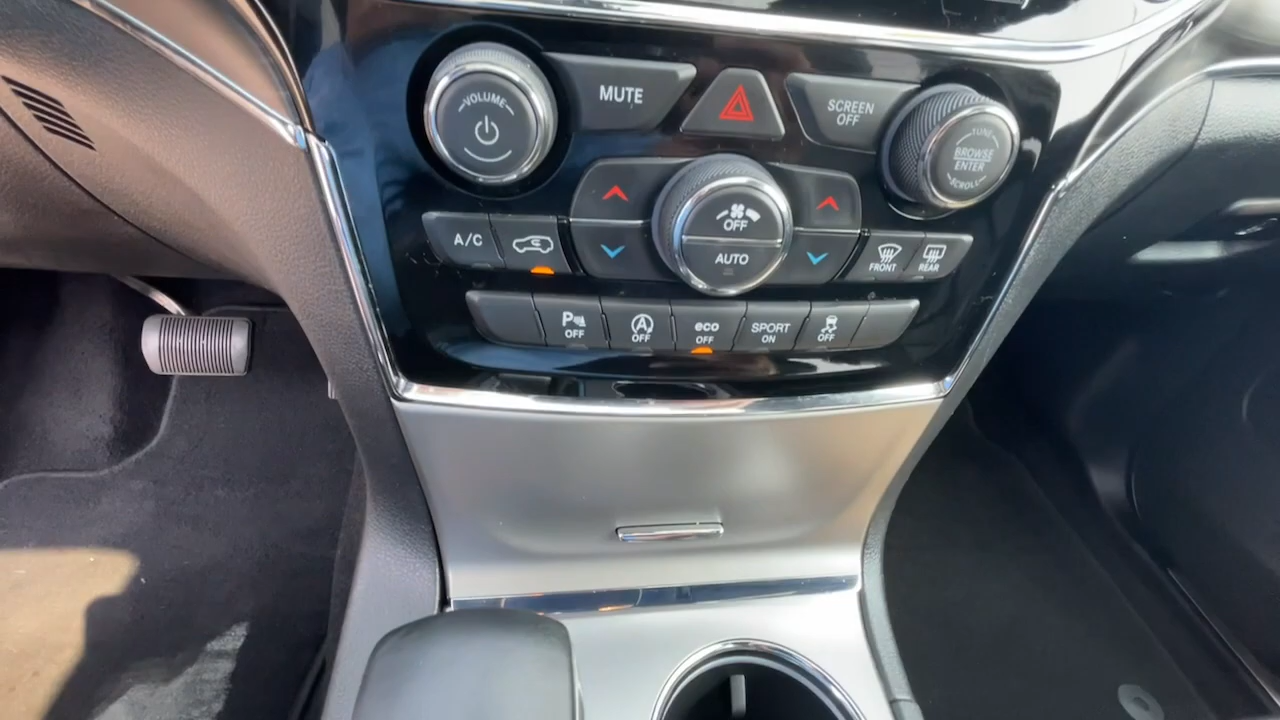 VOLUME
MUTE
SCREEN
OFF
TUNE
BROWSE
ENTER
SCROLL
OFF
AUTO
A/C
FRONT
REAR
P
OFF
A
OFF
eco
OFF
SPORT
ON
OFF